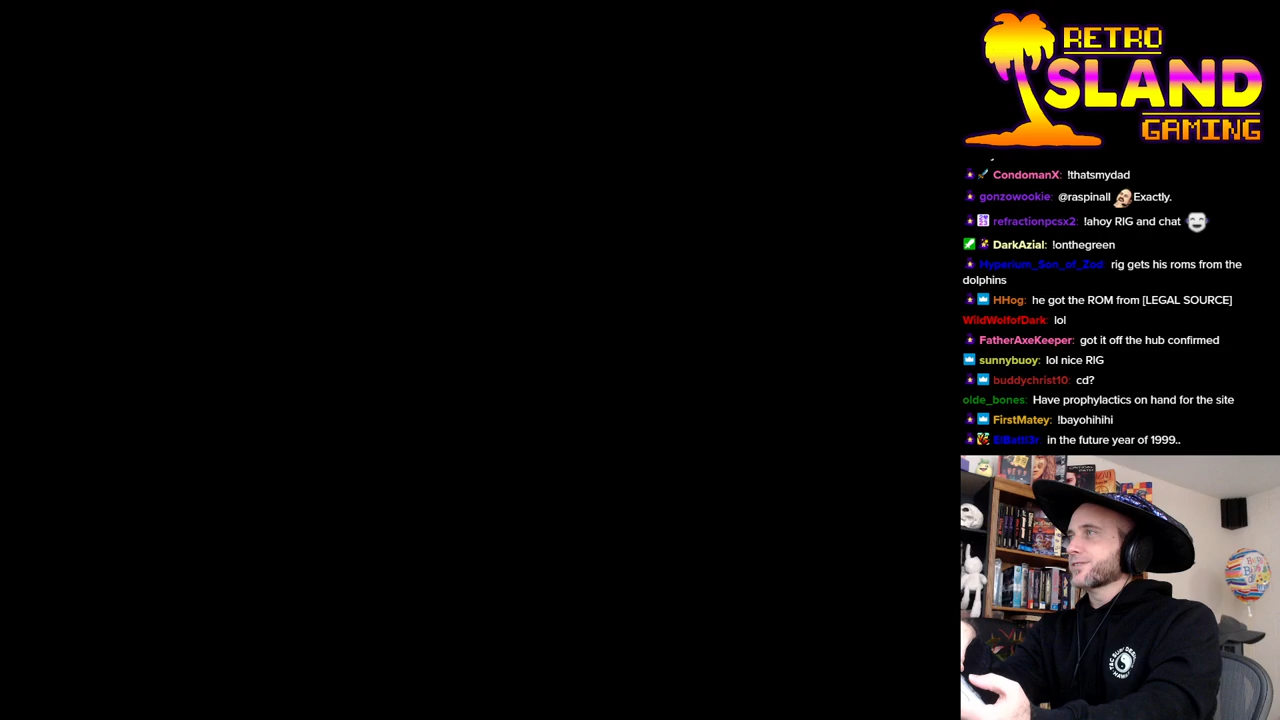 RETRO
ISLAND
GAMING
CondomanX: !thatsmydad
gonzowookie: @raspinall Exactly.
refractionpcsx2: !ahoy RIG and chat
DarkAzial: !onthegreen
Hyperium_Son_of_Zod: rig gets his roms from the
dolphins
HHog: he got the ROM from [LEGAL SOURCE]
WildWolfofDark: lol
FatherAxeKeeper: got it off the hub confirmed
sunnybuoy: lol nice RIG
buddychrist10: cd?
olde_bones: Have prophylactics on hand for the site
FirstMatey: !bayohihihi
in the future year of 1999..